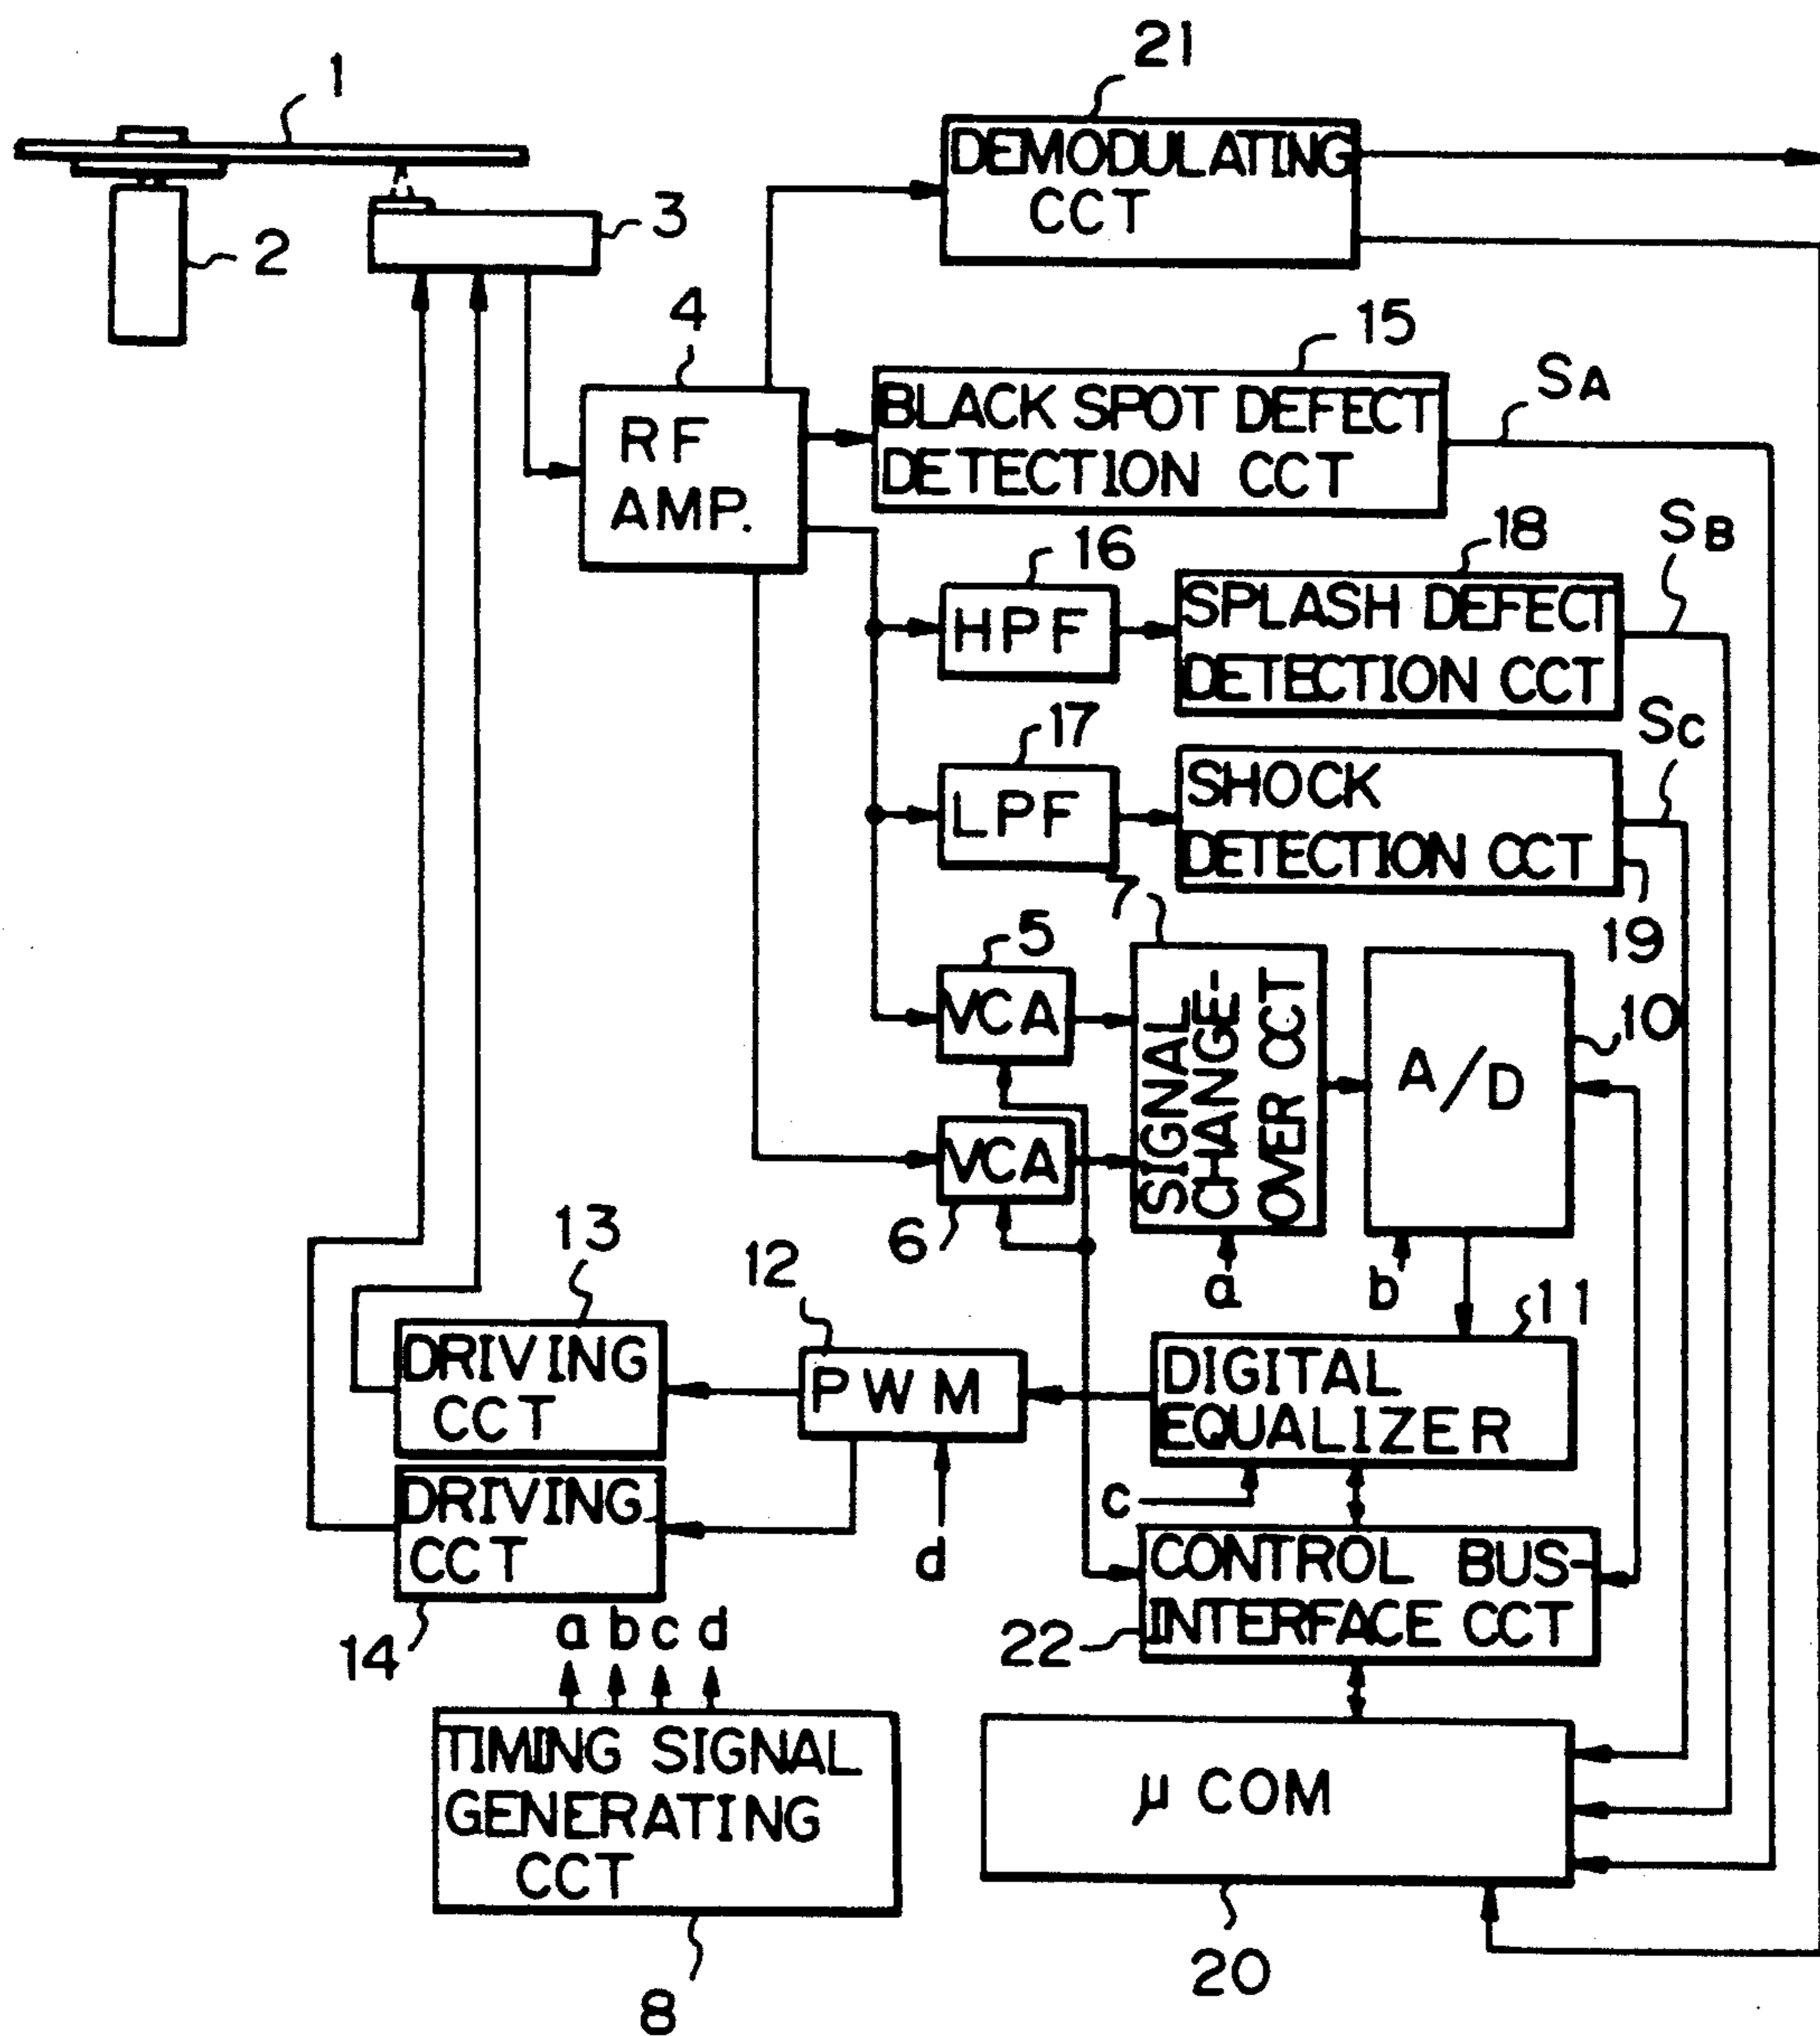 21
1
DEMODULATING
CCT
3
2
4
15
SA
RF
AMP.
BLACK SPOT DEFECT
DETECTION CCT
16
18
SB
HPF
SPLASH DEFECT
DETECTION CCT
17
SC
LPF
SHOCK
DETECTION CCT
7
19
5
VCA
SIGNAL
CHANGE-
OVER CCT
A/D
10
VCA
6
a
b
13
12
11
DRIVING
CCT
PWM
DIGITAL
EQUALIZER
DRIVING
CCT
c
d
CONTROL BUS-
INTERFACE CCT
14
22
a b c d
TIMING SIGNAL
GENERATING
CCT
μ COM
20
8